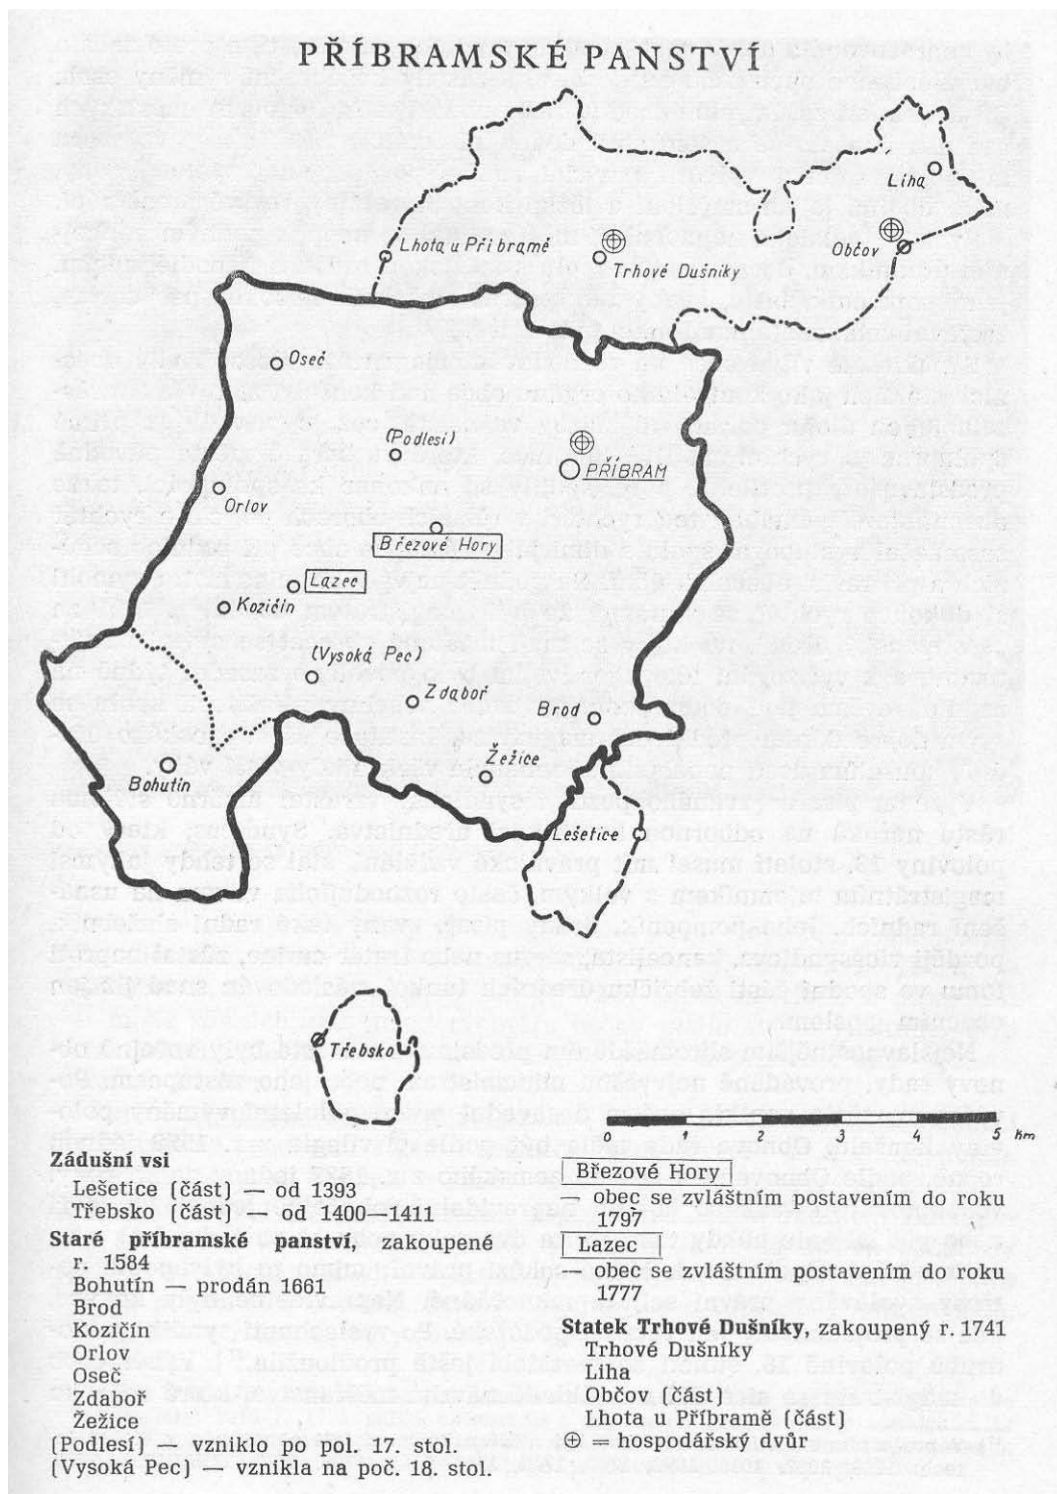 PŘÍBRAMSKÉ PANSTVÍ
Liha
Lhota u Příbramě
Trhové Dušníky
Občov
Oseč
(Podlesí)
PŘÍBRAM
Orlov
Březové Hory
Lazec
Kozičín
(Vysoká Pec)
Zdaboř
Brod
Žežice
Bohutín
Lešetice
Třebsko
0 1 2 3 4 5 km
Zádušní vsi
Lešetice (část) — od 1393
Třebsko (část) — od 1400—1411
Staré příbramské panství, zakoupené
r. 1584
Bohutín — prodán 1661
Brod
Kozičín
Orlov
Oseč
Zdaboř
Žežice
(Podlesí) — vzniklo po pol. 17. stol.
(Vysoká Pec) — vznikla na poč. 18. stol.
Březové Hory
— obec se zvláštním postavením do roku
1797
Lazec
— obec se zvláštním postavením do roku
1777
Statek Trhové Dušníky, zakoupený r. 1741
Trhové Dušníky
Liha
Občov (část)
Lhota u Příbramě (část)
⊕ = hospodářský dvůr